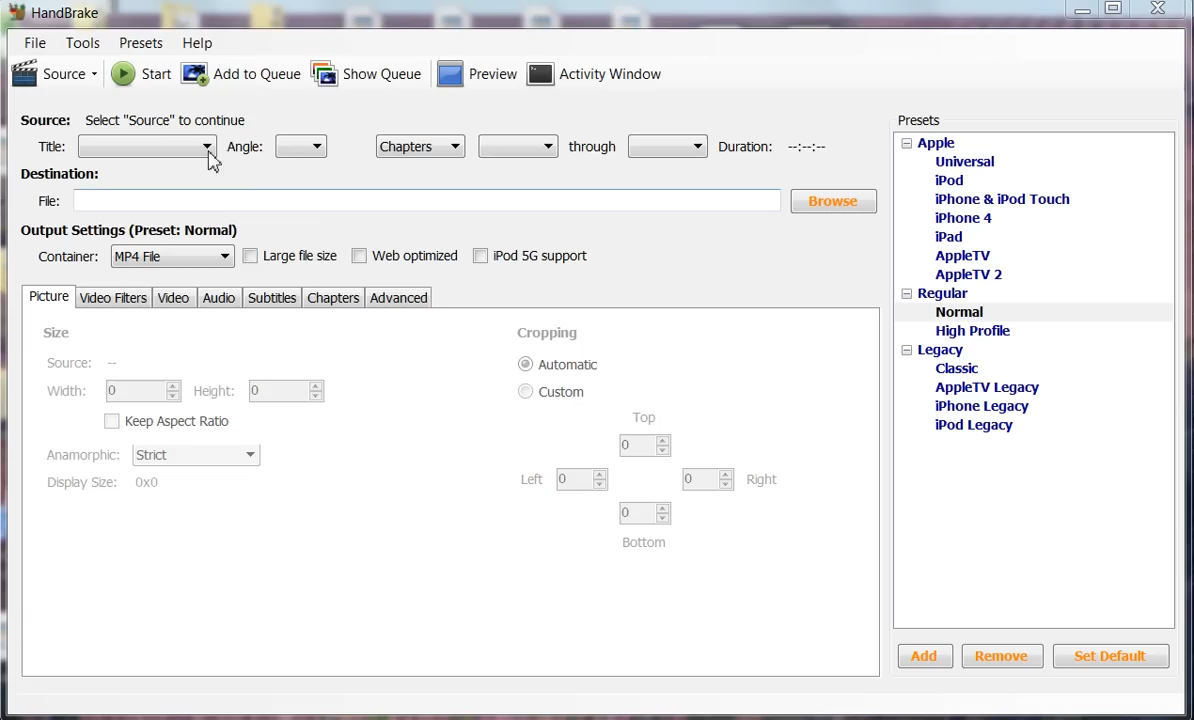 HandBrake
File Tools Presets Help
Source Start Add to Queue Show Queue Preview Activity Window
Source: Select "Source" to continue
Title: Angle: Chapters through Duration: --:--:--
Destination:
File: Browse
Output Settings (Preset: Normal)
Container: MP4 File Large file size Web optimized iPod 5G support
Picture Video Filters Video Audio Subtitles Chapters Advanced
Size
Source: --
Width: 0 Height: 0
Keep Aspect Ratio
Anamorphic: Strict
Display Size: 0x0
Cropping
Automatic
Custom
Top
0
Left 0 0 Right
0
Bottom
Presets
Apple
Universal
iPod
iPhone & iPod Touch
iPhone 4
iPad
AppleTV
AppleTV 2
Regular
Normal
High Profile
Legacy
Classic
AppleTV Legacy
iPhone Legacy
iPod Legacy
Add Remove Set Default